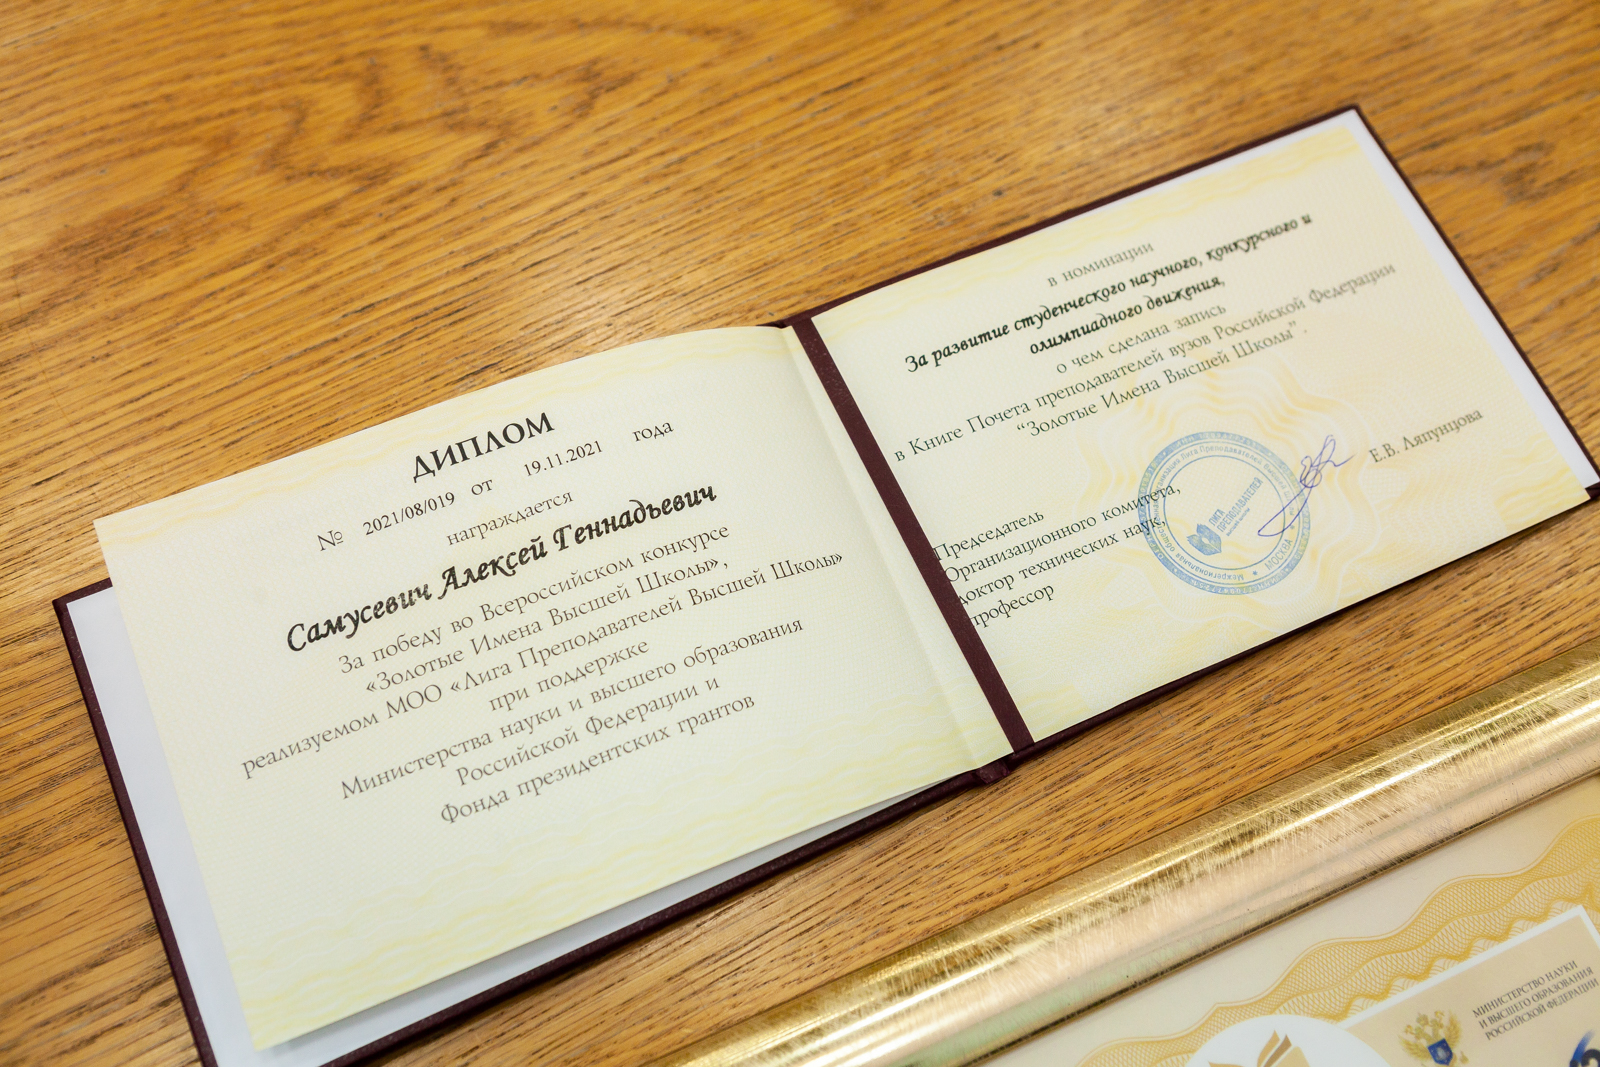 ДИПЛОМ
№ 2021/08/019 от 19.11.2021 года
награждается
Самусевич Алексей Геннадьевич
За победу во Всероссийском конкурсе
«Золотые Имена Высшей Школы»,
реализуемом МОО «Лига Преподавателей Высшей Школы»
при поддержке
Министерства науки и высшего образования
Российской Федерации и
Фонда президентских грантов
в номинации
За развитие студенческого научного, конкурсного и
олимпиадного движения,
о чем сделана запись
в Книге Почета преподавателей вузов Российской Федерации
“Золотые Имена Высшей Школы”.
Председатель
Организационного комитета,
доктор технических наук,
профессор
Е.В. Ляпунцова
ЛИГА
ПРЕПОДАВАТЕЛЕЙ
МОСКВА
МИНИСТЕРСТВО НАУКИ
И ВЫСШЕГО ОБРАЗОВАНИЯ
РОССИЙСКОЙ ФЕДЕРАЦИИ